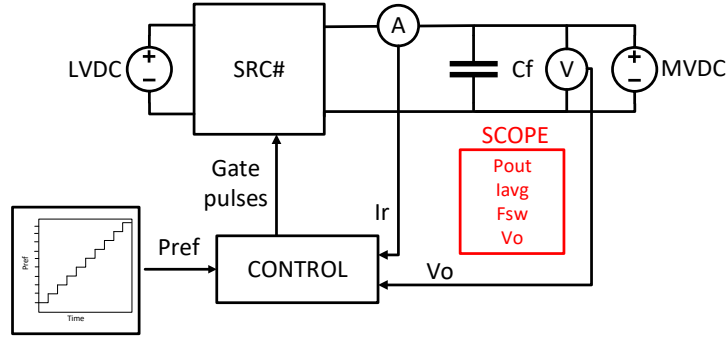 A
LVDC
+
−
SRC#
Cf
V
+
−
MVDC
SCOPE
Pout
Iavg
Fsw
Vo
Gate
pulses
Ir
Pref
Time
Pref
CONTROL
Vo